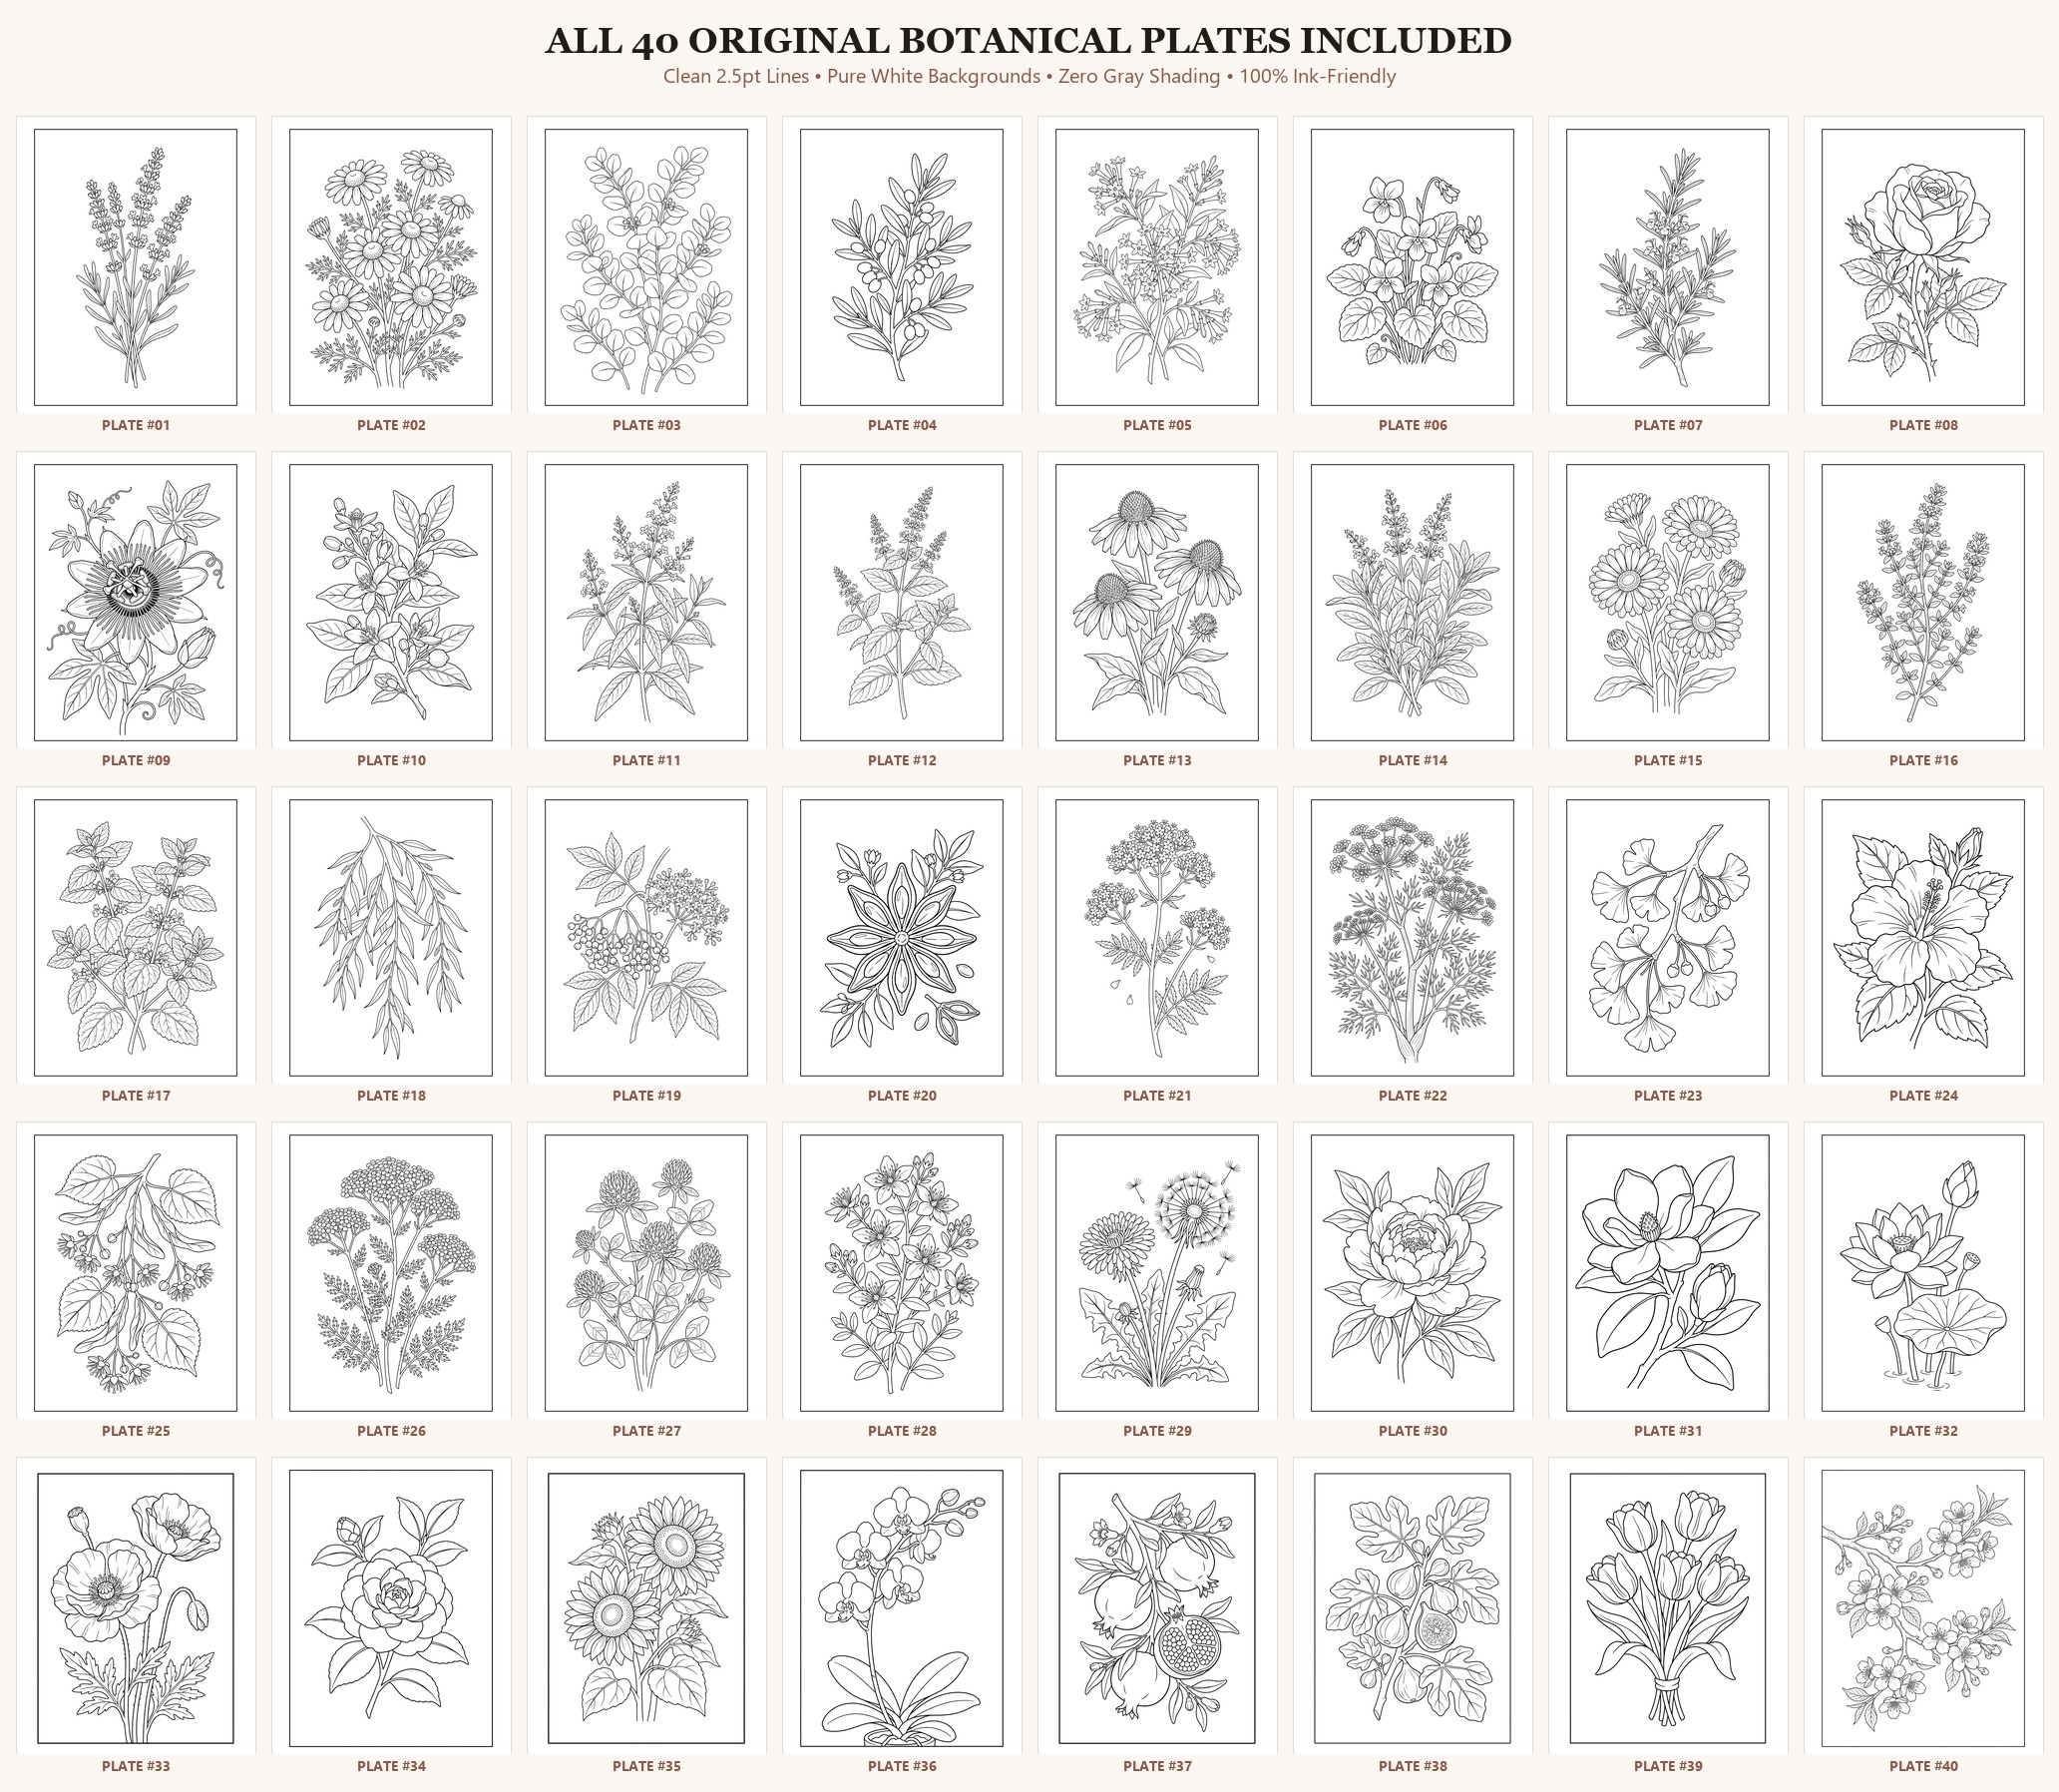 ALL 40 ORIGINAL BOTANICAL PLATES INCLUDED
Clean 2.5pt Lines • Pure White Backgrounds • Zero Gray Shading • 100% Ink-Friendly
PLATE #01 PLATE #02 PLATE #03 PLATE #04 PLATE #05 PLATE #06 PLATE #07 PLATE #08
PLATE #09 PLATE #10 PLATE #11 PLATE #12 PLATE #13 PLATE #14 PLATE #15 PLATE #16
PLATE #17 PLATE #18 PLATE #19 PLATE #20 PLATE #21 PLATE #22 PLATE #23 PLATE #24
PLATE #25 PLATE #26 PLATE #27 PLATE #28 PLATE #29 PLATE #30 PLATE #31 PLATE #32
PLATE #33 PLATE #34 PLATE #35 PLATE #36 PLATE #37 PLATE #38 PLATE #39 PLATE #40